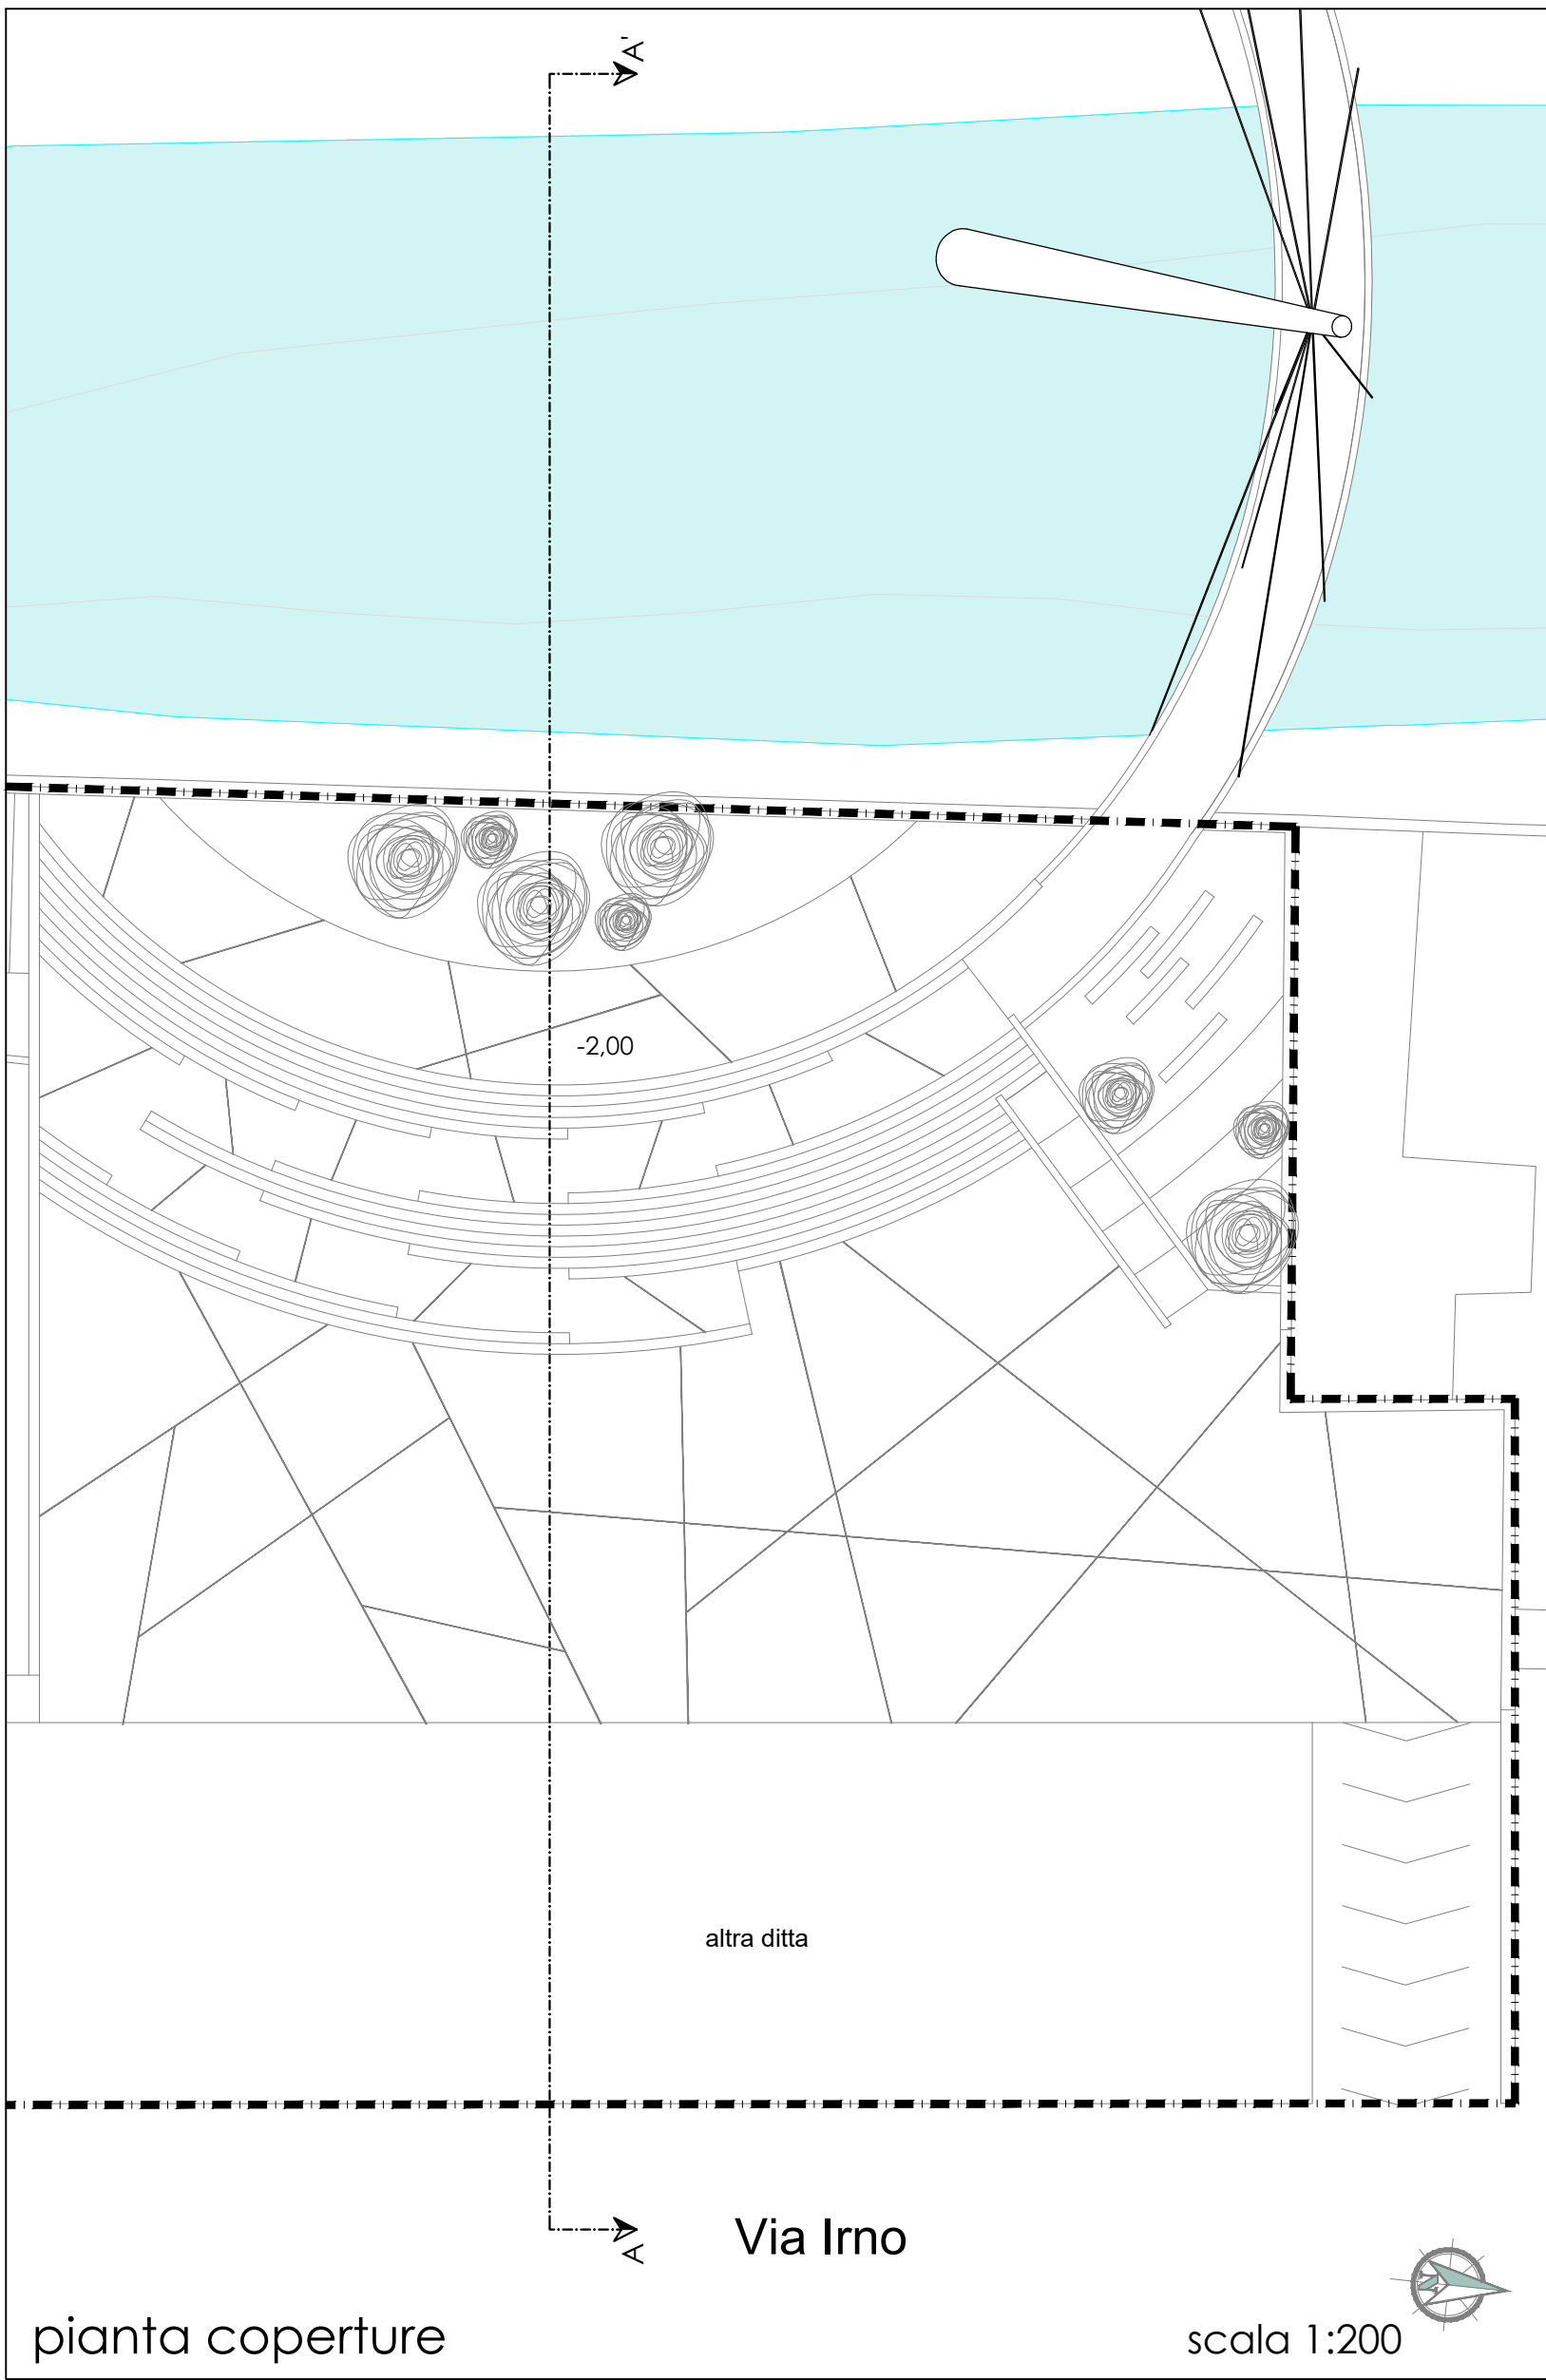 A'
-2,00
altra ditta
A
Via Irno
pianta coperture
scala 1:200